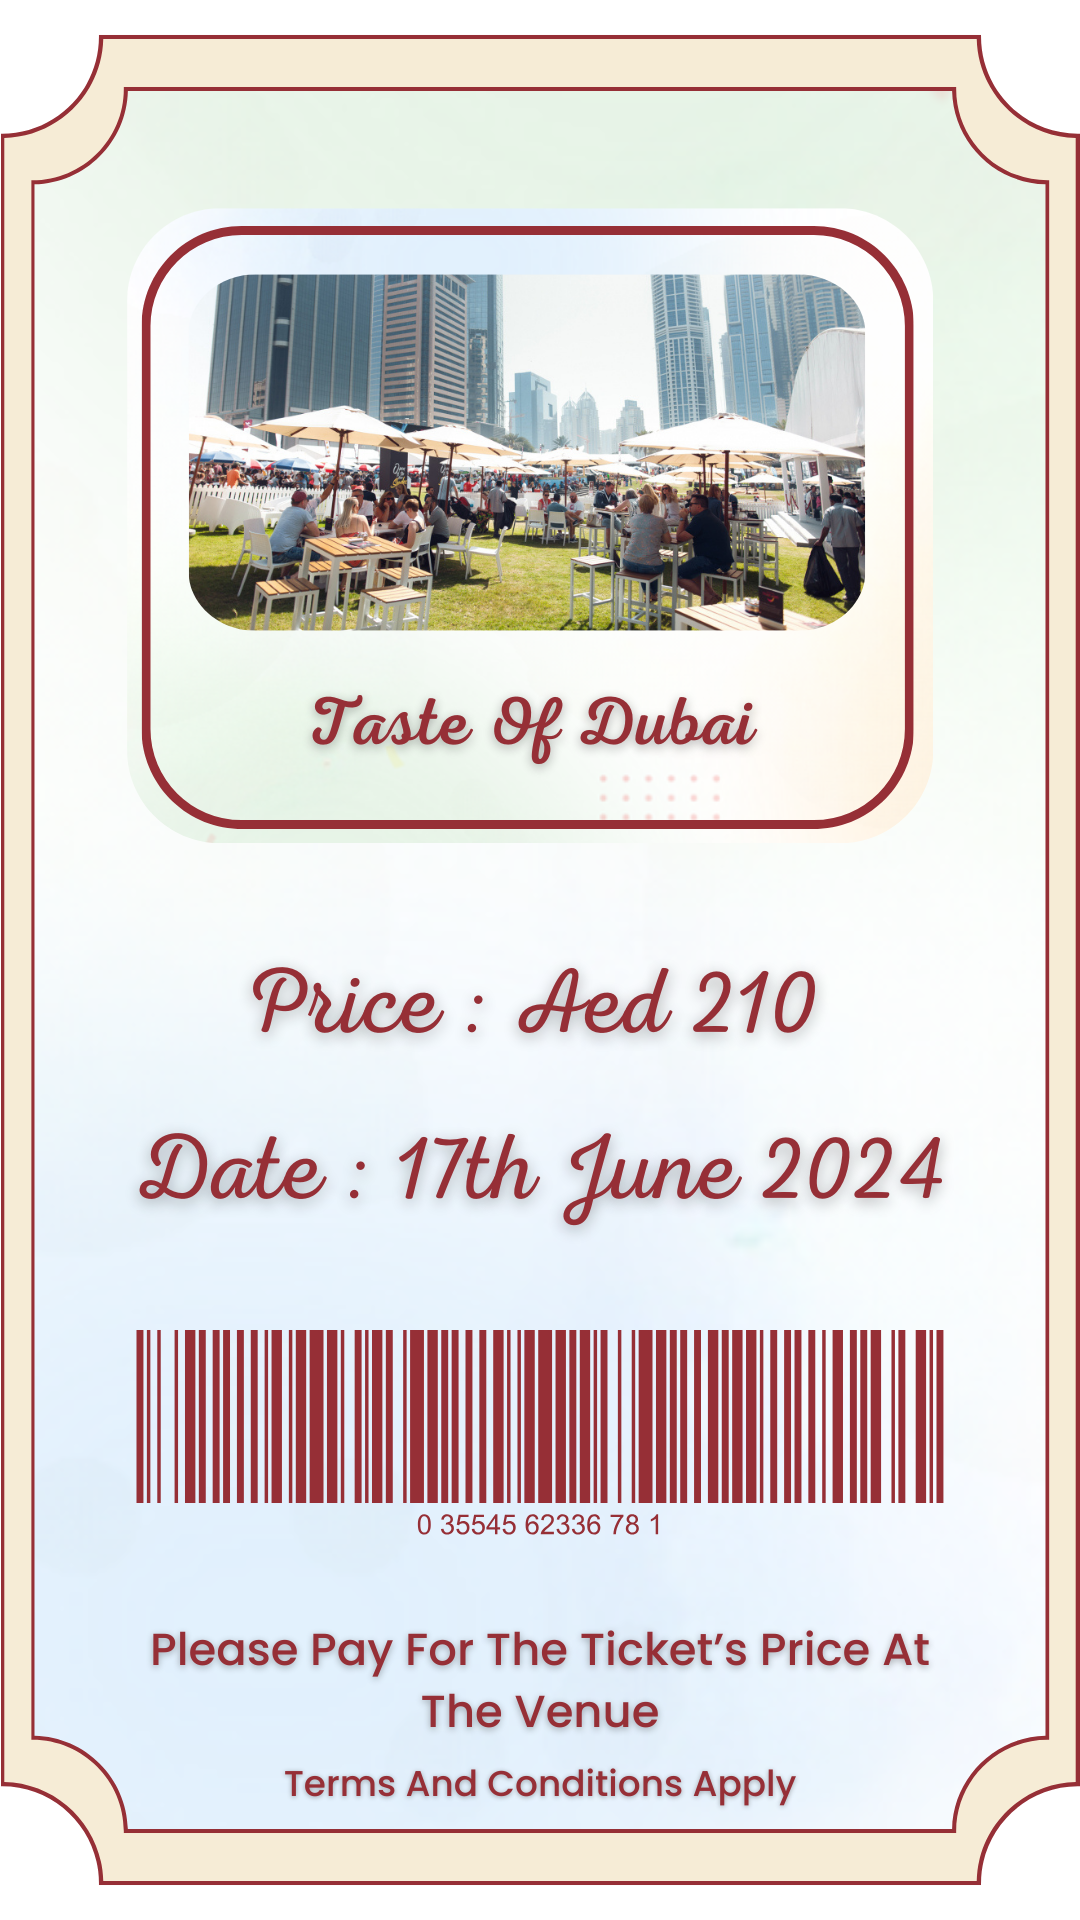 Taste Of Dubai
Price : Aed 210
Date : 17th June 2024
0 35545 62336 78 1
Please Pay For The Ticket’s Price At
The Venue
Terms And Conditions Apply